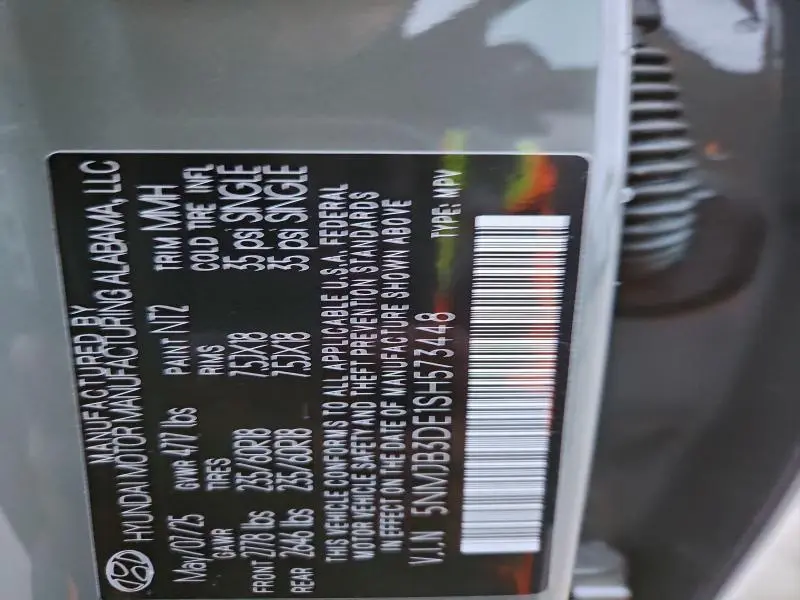 MANUFACTURED BY
HYUNDAI MOTOR MANUFACTURING ALABAMA, LLC
May/07/25 GVWR lbs PAINT NT2 TRIM MMH
GAWR TIRES RMS COLD TIRE INFL
FRONT 2778 lbs 235/60R18 7.5JX18 35 psi SINGLE
REAR 2646 lbs 235/60R18 7.5JX18 35 psi SINGLE
THIS VEHICLE CONFORMS TO ALL APPLICABLE U.S.A. FEDERAL
MOTOR VEHICLE SAFETY AND THEFT PREVENTION STANDARDS
IN EFFECT ON THE DATE OF MANUFACTURE SHOWN ABOVE
V.I.N 5NMJB3DE1SH573448 TYPE: MPV